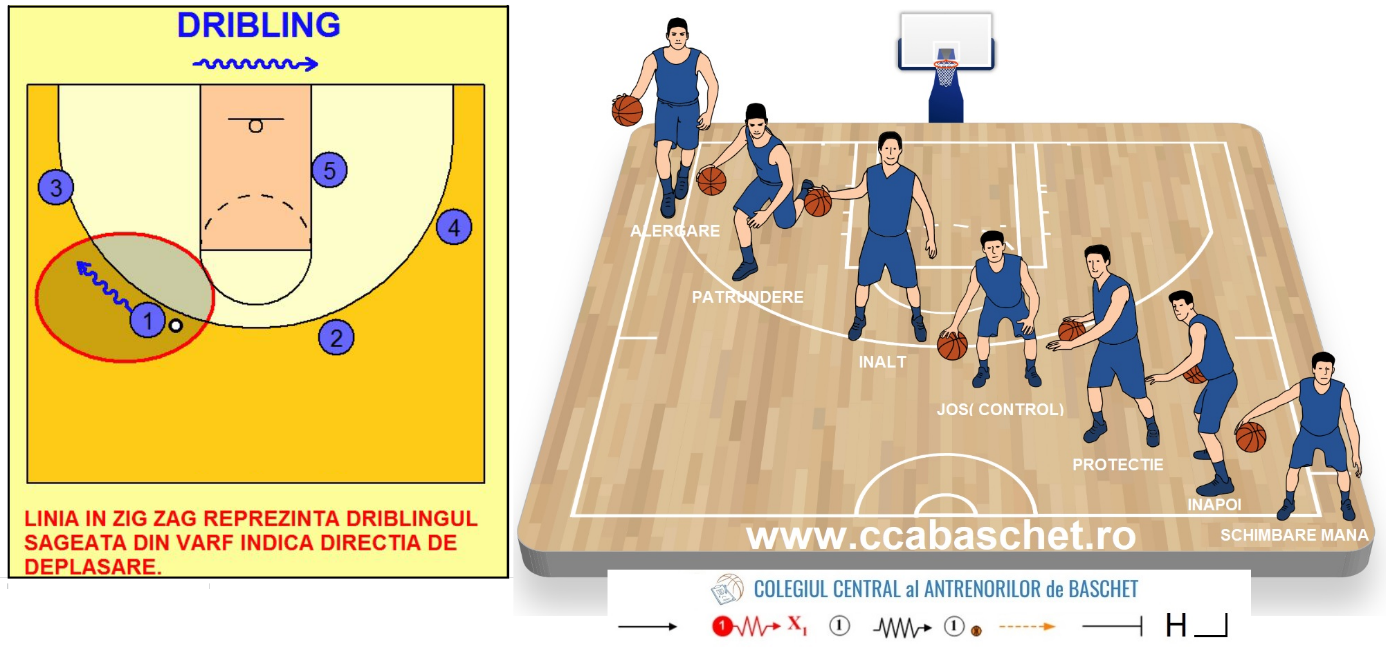 DRIBLING
3
5
4
1
2
LINIA IN ZIG ZAG REPREZINTA DRIBLINGUL
SAGEATA DIN VARF INDICA DIRECTIA DE
DEPLASARE.
ALERGARE
PATRUNDERE
INALT
JOS( CONTROL)
PROTECTIE
INAPOI
SCHIMBARE MANA
www.ccabaschet.ro
COLEGIUL CENTRAL al ANTRENORILOR de BASCHET
1 X1 1 1 H